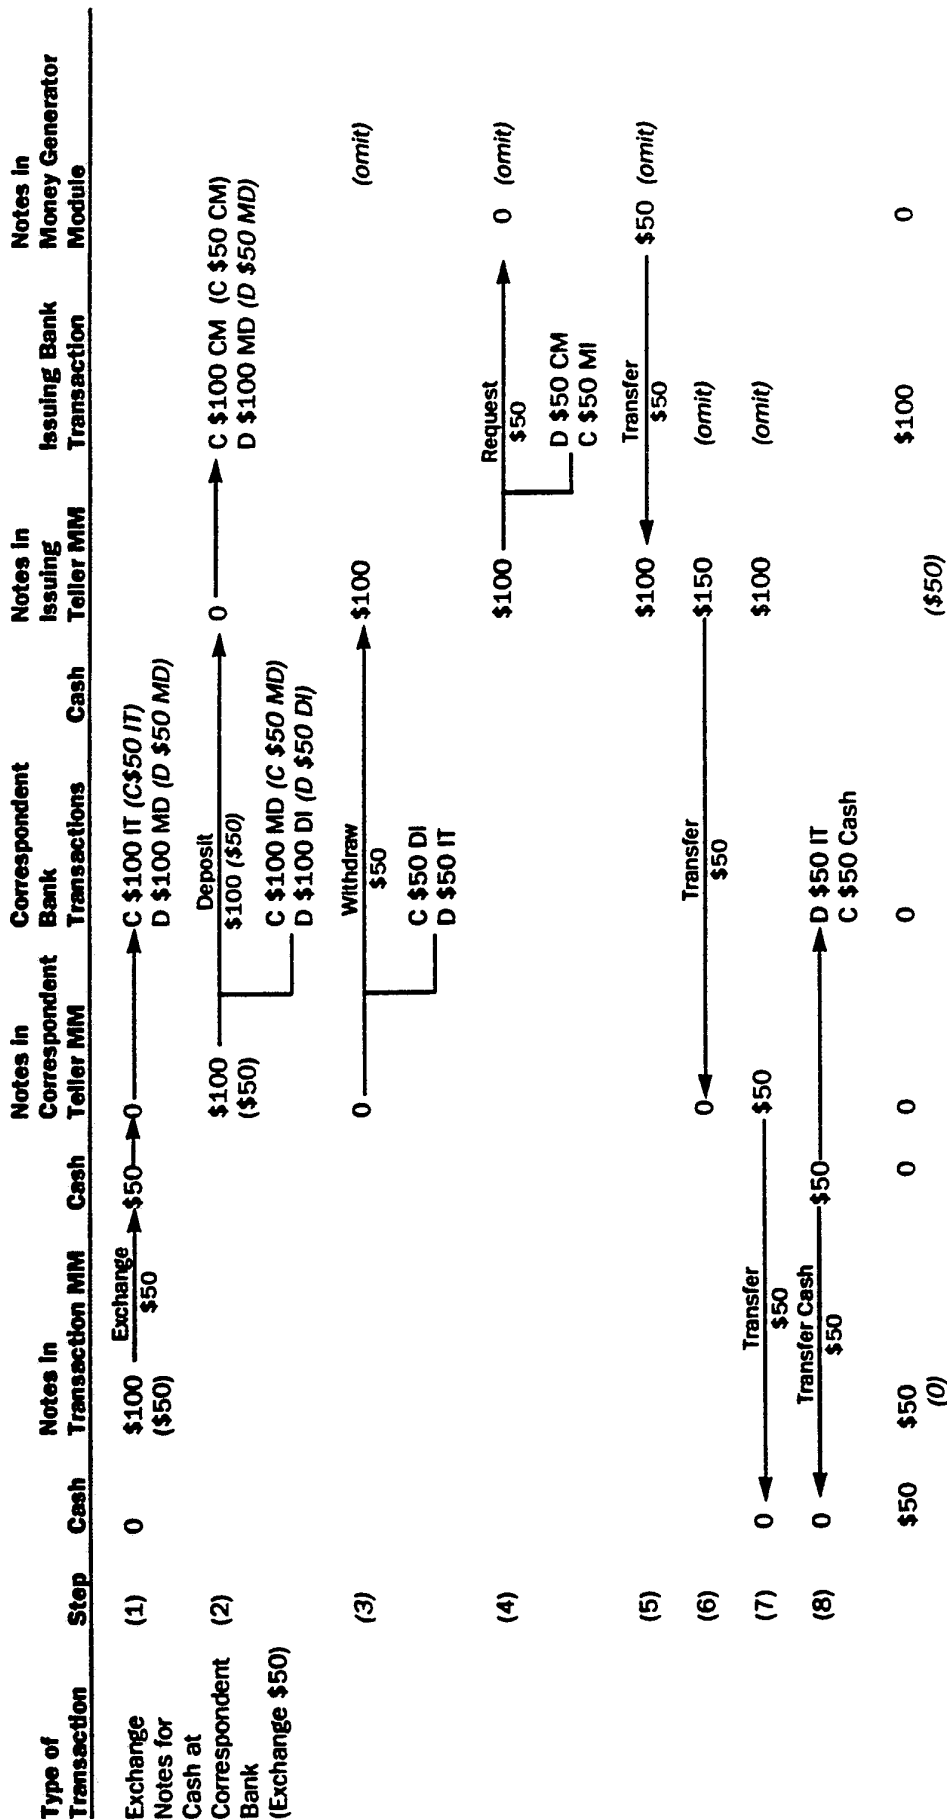 Type of
Transaction
Step
Cash
Notes in
Transaction MM
Cash
Notes in
Correspondent
Teller MM
Correspondent
Bank
Transactions
Cash
Notes in
Issuing
Teller MM
Issuing Bank
Transaction
Notes in
Money Generator
Module
Exchange
Notes for
Cash at
Correspondent
Bank
(Exchange $50)
(1)
0
$100
($50)
Exchange
$50
$50
0
C $100 IT (C$50 IT)
D $100 MD (D $50 MD)
(2)
$100
($50)
Deposit
$100 ($50)
C $100 MD (C $50 MD)
D $100 DI (D $50 DI)
0
C $100 CM (C $50 CM)
D $100 MD (D $50 MD)
(3)
0
Withdraw
$50
C $50 DI
D $50 IT
$100
(omit)
(4)
$100
Request
$50
D $50 CM
C $50 MI
0 (omit)
(5)
$100
Transfer
$50
$50 (omit)
(6)
0
Transfer
$50
$150
(omit)
(7)
0
Transfer
$50
$50
$100
(omit)
(8)
0
Transfer Cash
$50
$50
D $50 IT
C $50 Cash
$50
$50
(0)
0
0
0
($50)
$100
0